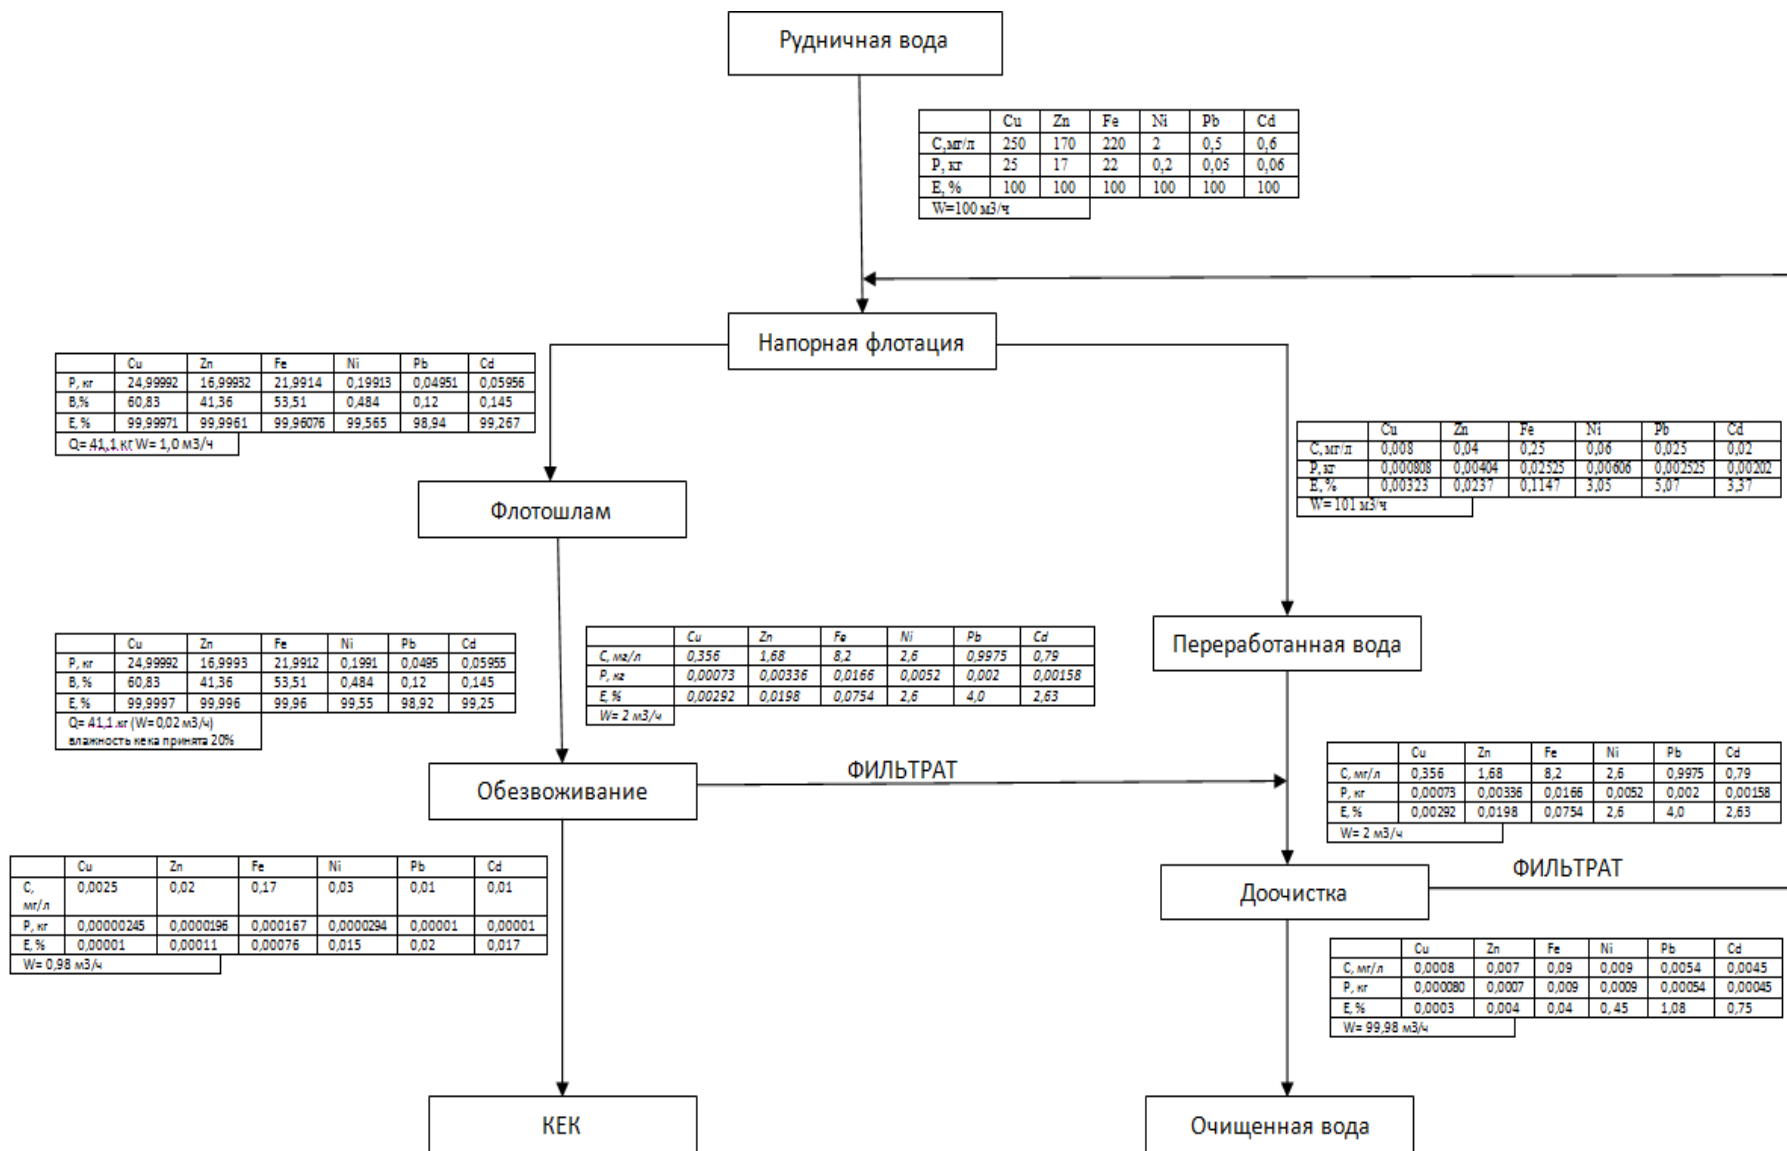 Рудничная вода
Cu Zn Fe Ni Pb Cd
С,мг/л 250 170 220 2 0,5 0,6
Р, кг 25 17 22 0,2 0,05 0,06
Е, % 100 100 100 100 100 100
W=100 м3/ч
Напорная флотация
Cu Zn Fe Ni Pb Cd
Р, кг 24,99992 16,99932 21,9914 0,19913 0,04951 0,05956
В,% 60,83 41,36 53,51 0,484 0,12 0,145
Е, % 99,99971 99,9961 99,96076 99,565 98,94 99,267
Q= 41,1 кг W= 1,0 м3/ч
Cu Zn Fe Ni Pb Cd
С, мг/л 0,008 0,04 0,25 0,06 0,025 0,02
Р, кг 0,000808 0,00404 0,02525 0,00606 0,002525 0,00202
Е, % 0,00323 0,0237 0,1147 3,05 5,07 3,37
W= 101 м3/ч
Флотошлам
Cu Zn Fe Ni Pb Cd
Р, кг 24,99992 16,9993 21,9912 0,1991 0,0495 0,05955
В, % 60,83 41,36 53,51 0,484 0,12 0,145
Е, % 99,9997 99,996 99,96 99,55 98,92 99,25
Q= 41,1 кг (W= 0,02 м3/ч)
влажность кека принята 20%
Cu Zn Fe Ni Pb Cd
С, мг/л 0,356 1,68 8,2 2,6 0,9975 0,79
Р, кг 0,00073 0,00336 0,0166 0,0052 0,002 0,00158
Е, % 0,00292 0,0198 0,0754 2,6 4,0 2,63
W= 2 м3/ч
Переработанная вода
Обезвоживание
ФИЛЬТРАТ
Cu Zn Fe Ni Pb Cd
С, мг/л 0,356 1,68 8,2 2,6 0,9975 0,79
Р, кг 0,00073 0,00336 0,0166 0,0052 0,002 0,00158
Е, % 0,00292 0,0198 0,0754 2,6 4,0 2,63
W= 2 м3/ч
Cu Zn Fe Ni Pb Cd
С, 0,0025 0,02 0,17 0,03 0,01 0,01
мг/л
Р, кг 0,00000245 0,0000196 0,000167 0,0000294 0,00001 0,00001
Е, % 0,00001 0,00011 0,00076 0,015 0,02 0,017
W= 0,98 м3/ч
Доочистка
ФИЛЬТРАТ
Cu Zn Fe Ni Pb Cd
С, мг/л 0,0008 0,007 0,09 0,009 0,0054 0,0045
Р, кг 0,000080 0,0007 0,009 0,0009 0,00054 0,00045
Е, % 0,0003 0,004 0,04 0, 45 1,08 0,75
W= 99,98 м3/ч
КЕК
Очищенная вода